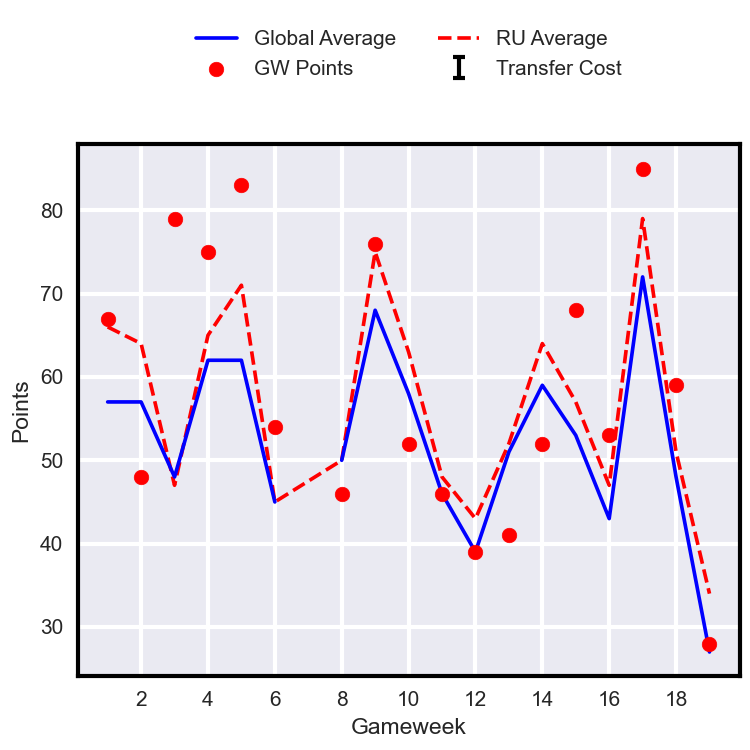 Global Average
RU Average
GW Points
Transfer Cost
80
70
60
50
40
30
Points
2 4 6 8 10 12 14 16 18
Gameweek